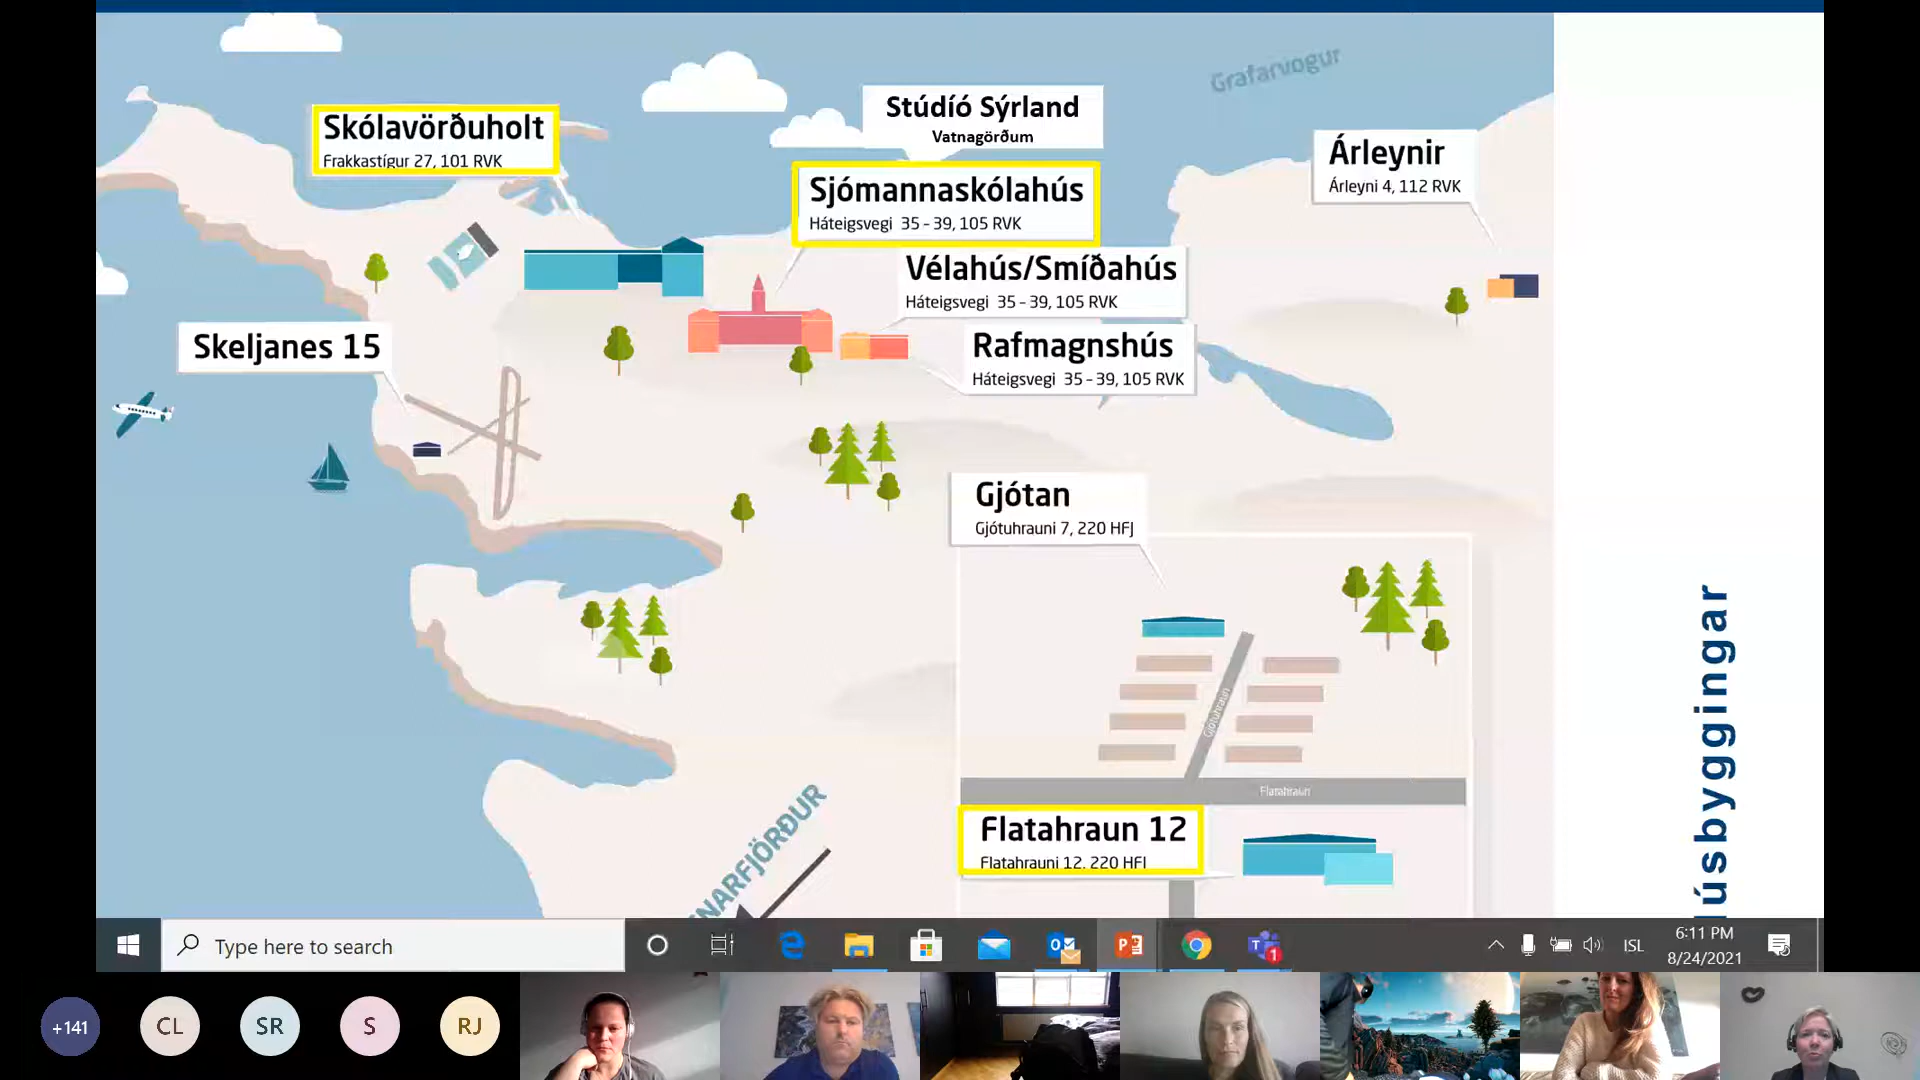 Grafarvogur
Skólavörðuholt
Frakkastígur 27, 101 RVK
Stúdíó Sýrland
Vatnagörðum
Sjómannaskólahús
Háteigsvegi 35 – 39, 105 RVK
Árleynir
Árleyni 4, 112 RVK
Vélahús/Smíðahús
Háteigsvegi 35 – 39, 105 RVK
Skeljanes 15
Rafmagnshús
Háteigsvegi 35 – 39, 105 RVK
Gjótan
Gjótuhrauni 7, 220 HFJ
Gjótuhraun
Flatahraun
Flatahraun 12
Flatahrauni 12, 220 HFJ
NARFJÖRÐUR
úsbyggingar
Type here to search
ISL
6:11 PM
8/24/2021
1
+141
CL
SR
S
RJ